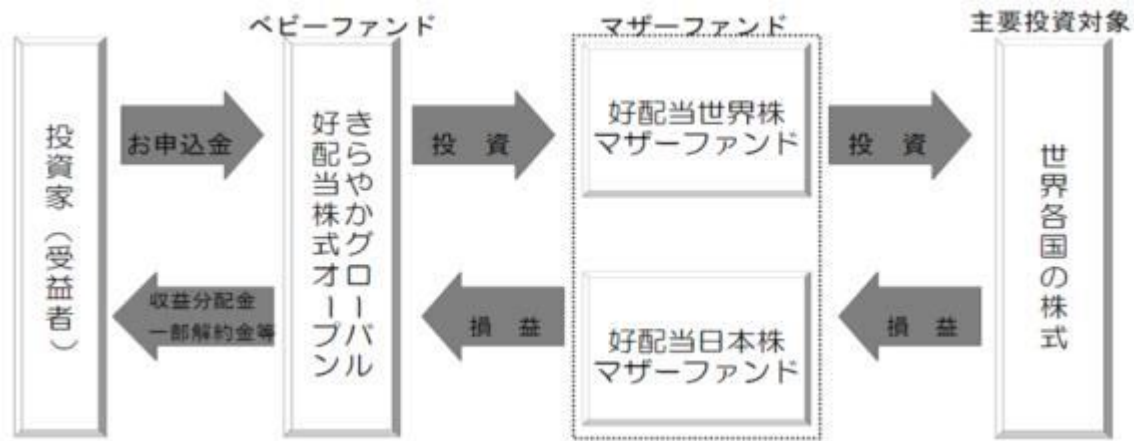 ベビーファンド
マザーファンド
主要投資対象
投資家（受益者）
お申込金
収益分配金
一部解約金等
きらやかグローバル
好配当株式オープン
投　資
損　益
好配当世界株
マザーファンド
好配当日本株
マザーファンド
投　資
損　益
世界各国の株式